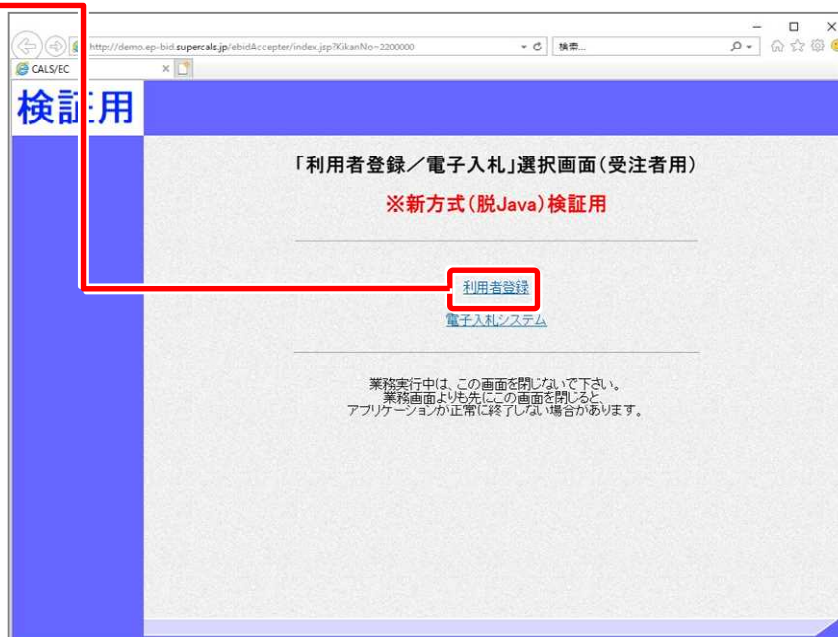 http://demo.ep-bid.supercals.jp/ebidAccepter/index.jsp?KikanNo=2200000
検索...
CALS/EC
検証用
「利用者登録／電子入札」選択画面（受注者用）
※新方式（脱Java）検証用
利用者登録
電子入札システム
業務実行中は、この画面を閉じないで下さい。
業務画面よりも先にこの画面を閉じると、
アプリケーションが正常に終了しない場合があります。